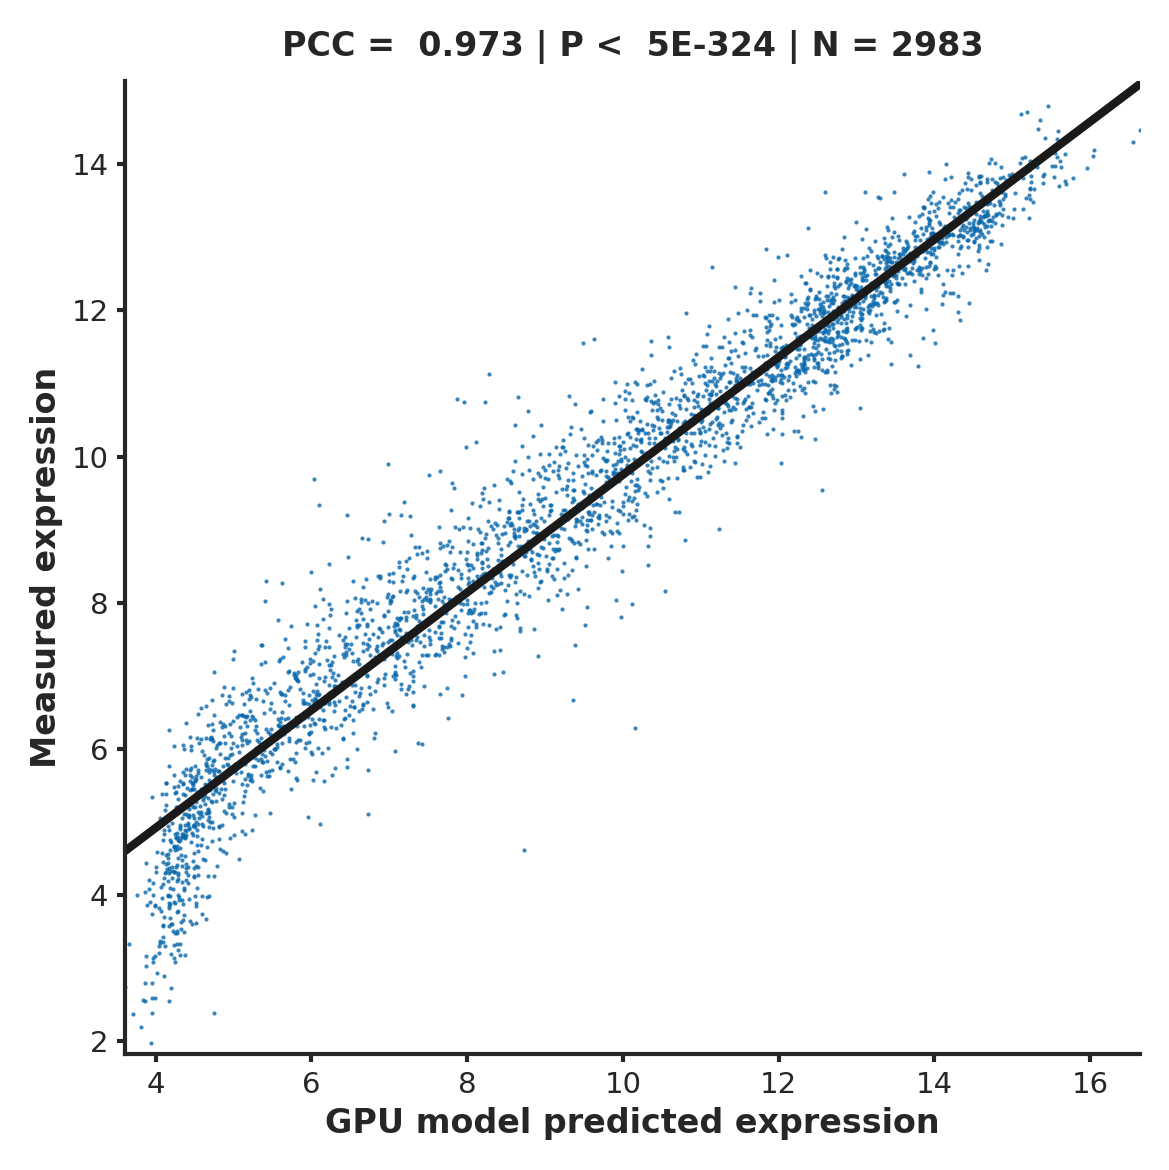 PCC =  0.973 | P <  5E-324 | N = 2983
Measured expression
14
12
10
8
6
4
2
4 6 8 10 12 14 16
GPU model predicted expression